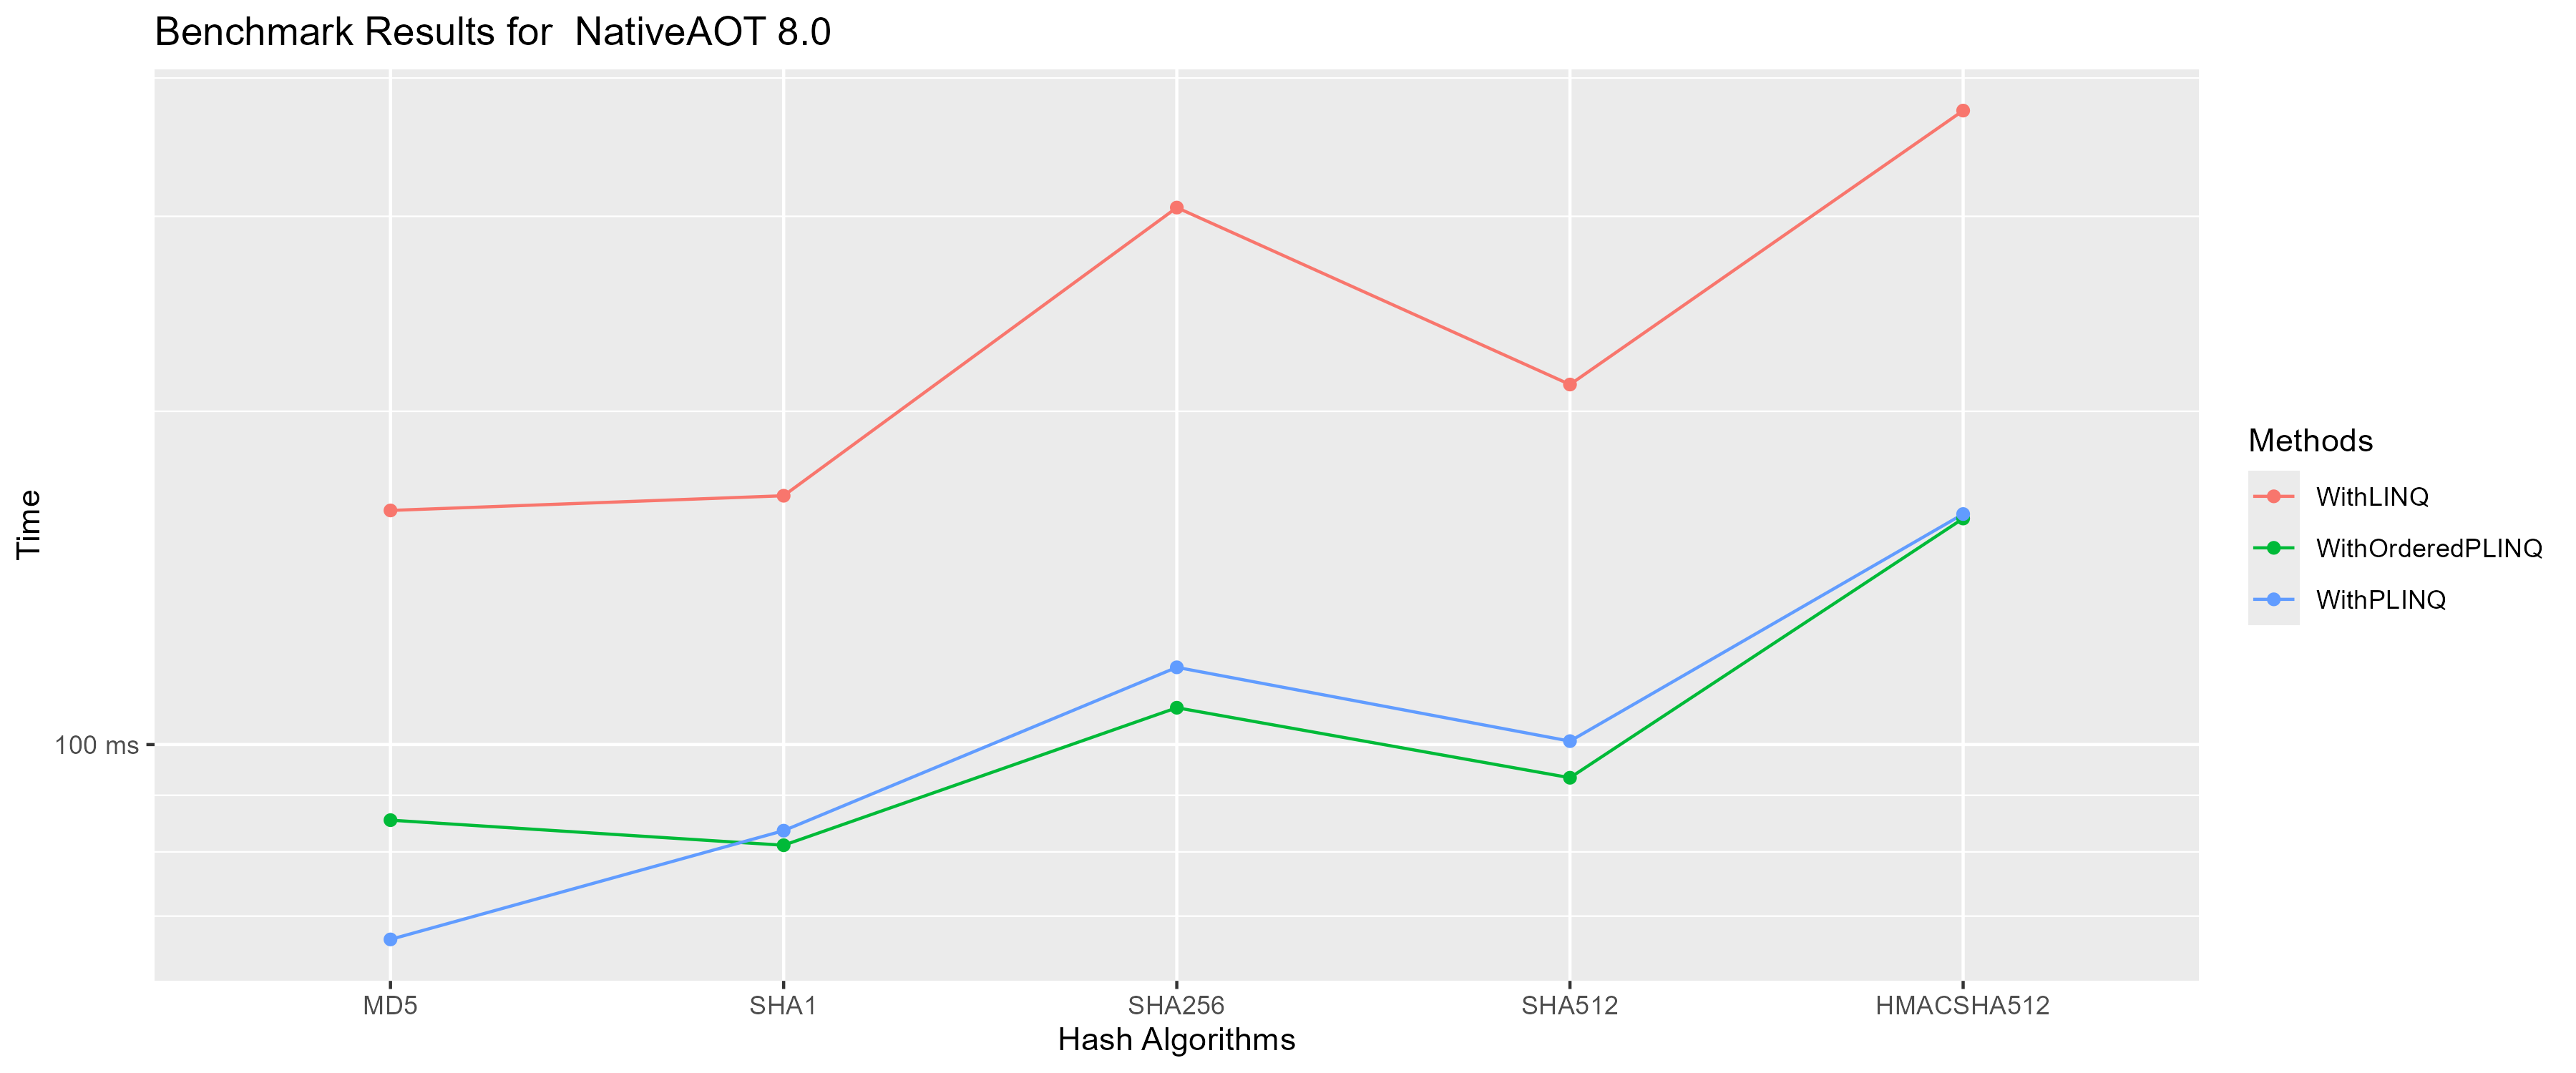 Benchmark Results for  NativeAOT 8.0
Time
100 ms
MD5
SHA1
SHA256
SHA512
HMACSHA512
Hash Algorithms
Methods
WithLINQ
WithOrderedPLINQ
WithPLINQ